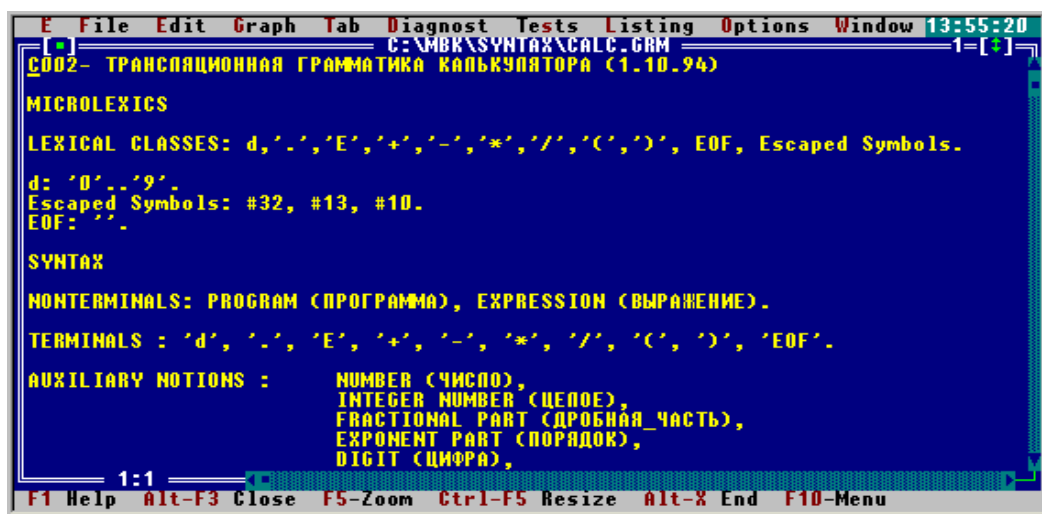 E File Edit Graph Tab Diagnost Tests Listing Options Window 13:55:20
[■] C:\MBK\SYNTAX\CALC.GRM 1=[↕]
C002- ТРАНСЛЯЦИОННАЯ ГРАММАТИКА КАЛЬКУЛЯТОРА (1.10.94)
MICROLEXICS
LEXICAL CLASSES: d,'.','E','+','-','*','/','(',')', EOF, Escaped Symbols.
d: '0'..'9'.
Escaped Symbols: #32, #13, #10.
EOF: ''.
SYNTAX
NONTERMINALS: PROGRAM (ПРОГРАММА), EXPRESSION (ВЫРАЖЕНИЕ).
TERMINALS : 'd', '.', 'E', '+', '-', '*', '/', '(', ')', 'EOF'.
AUXILIARY NOTIONS : NUMBER (ЧИСЛО),
INTEGER NUMBER (ЦЕЛОЕ),
FRACTIONAL PART (ДРОБНАЯ_ЧАСТЬ),
EXPONENT PART (ПОРЯДОК),
DIGIT (ЦИФРА),
1:1
F1 Help Alt-F3 Close F5-Zoom Ctrl-F5 Resize Alt-X End F10-Menu